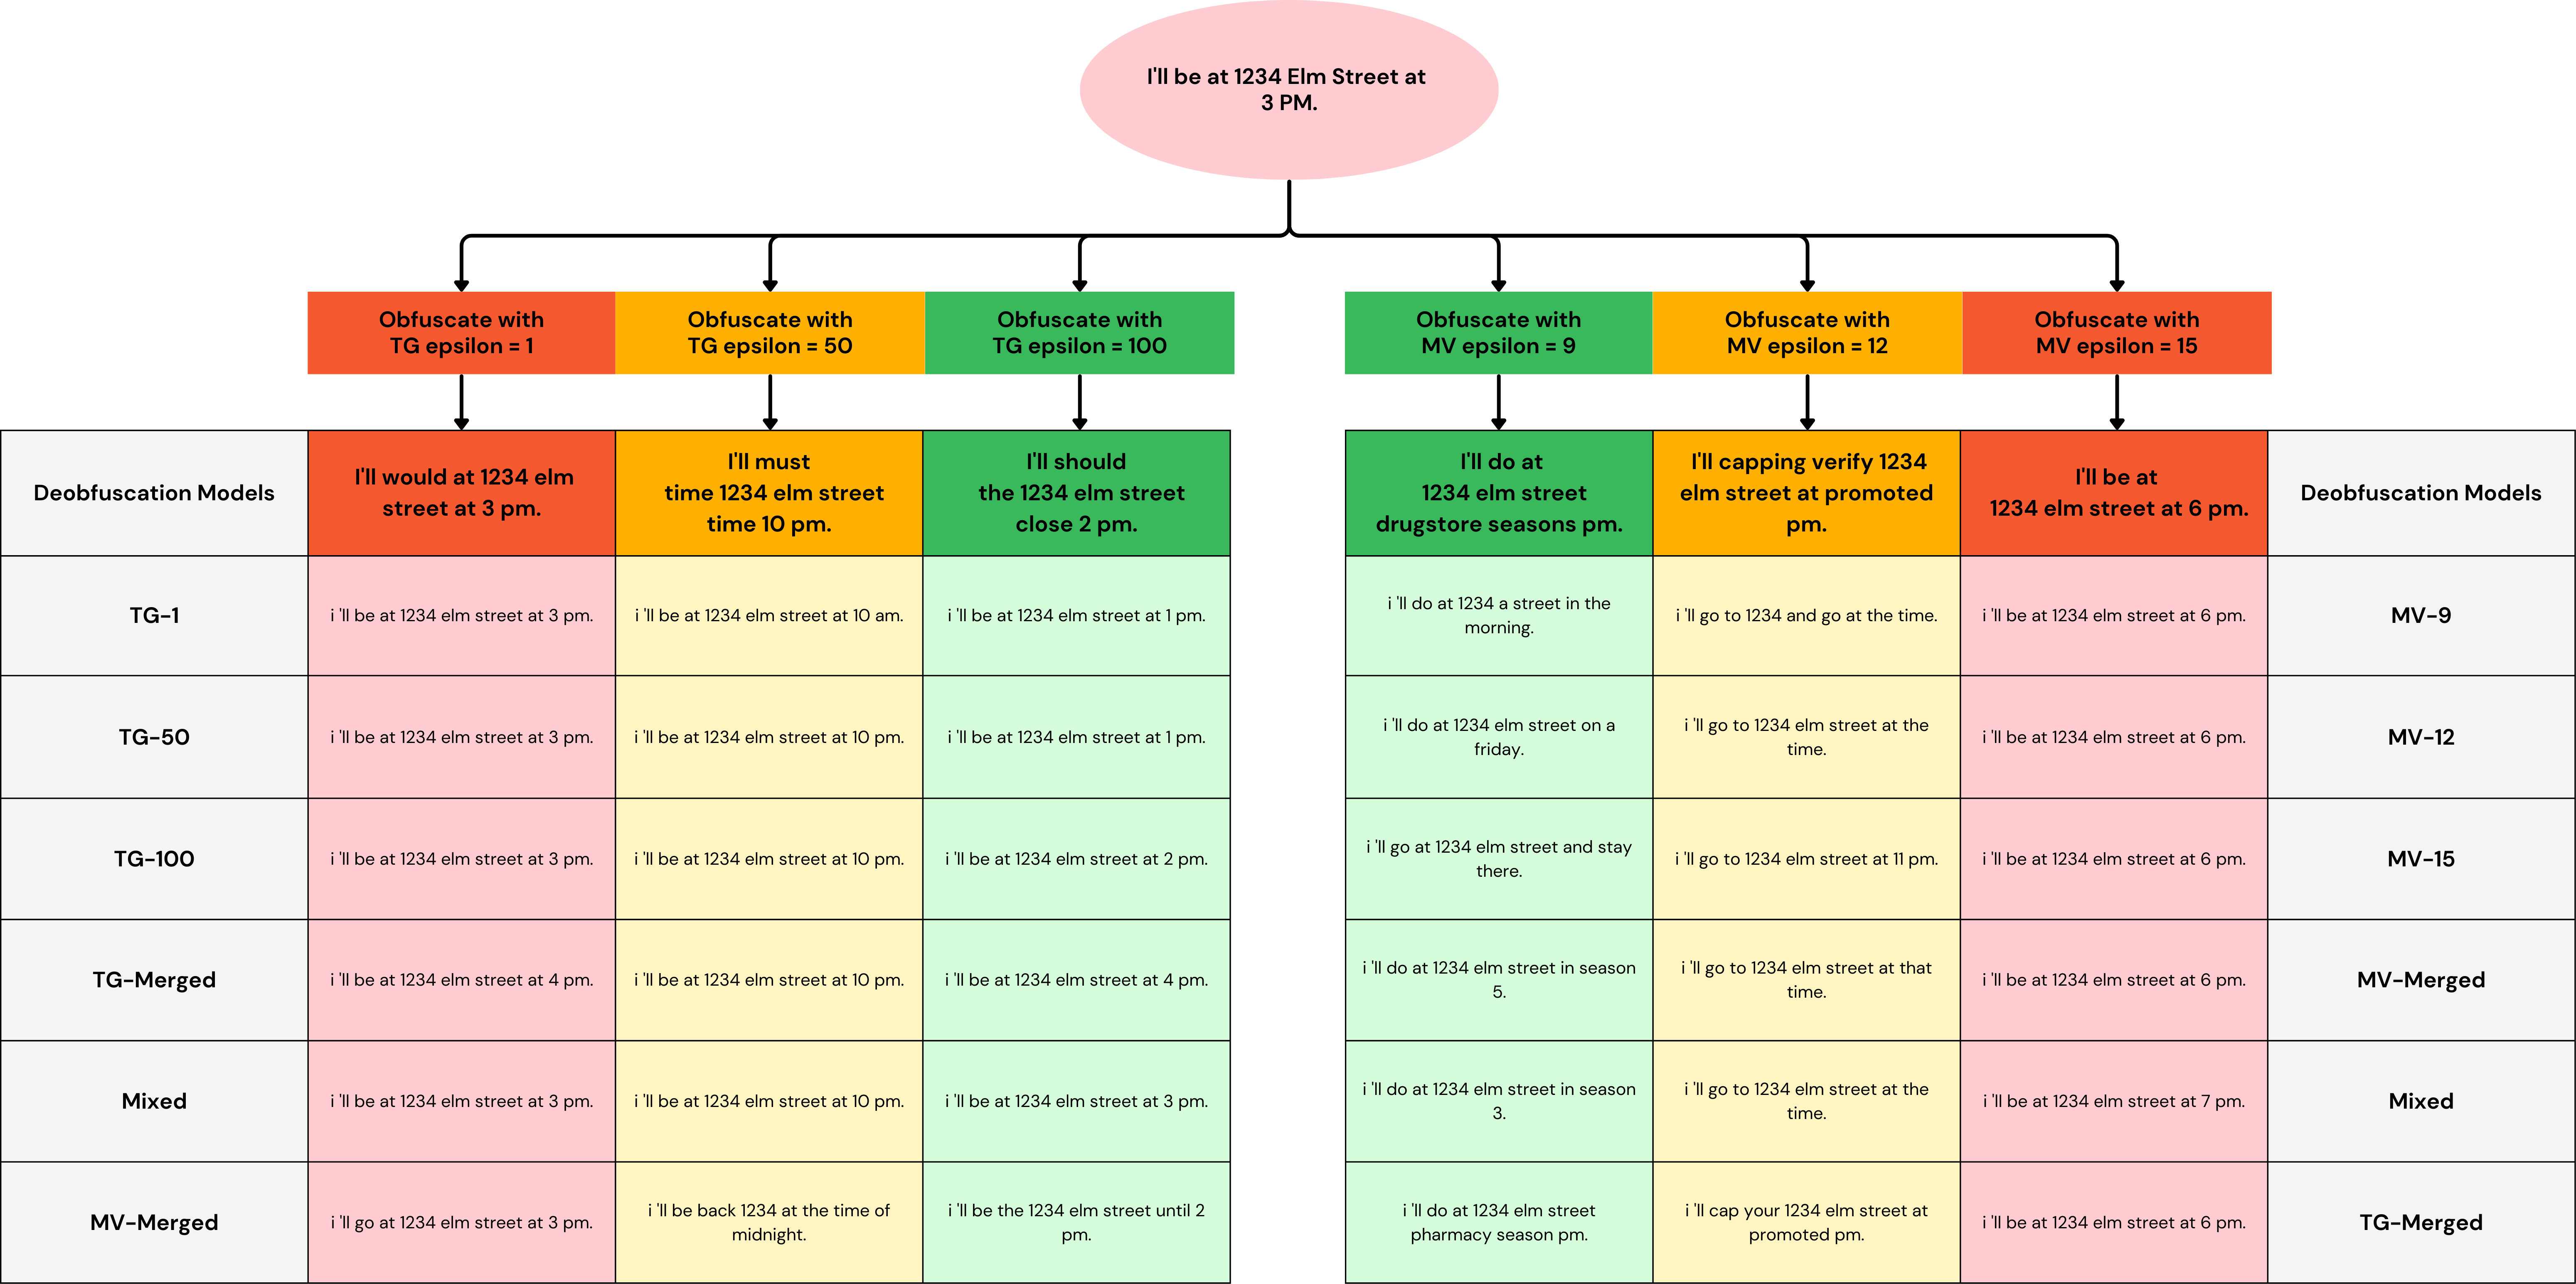 I'll be at 1234 Elm Street at
3 PM.
Obfuscate with
TG epsilon = 1
Obfuscate with
TG epsilon = 50
Obfuscate with
TG epsilon = 100
Obfuscate with
MV epsilon = 9
Obfuscate with
MV epsilon = 12
Obfuscate with
MV epsilon = 15
Deobfuscation Models
I'll would at 1234 elm
street at 3 pm.
I'll must
time 1234 elm street
time 10 pm.
I'll should
the 1234 elm street
close 2 pm.
I'll do at
1234 elm street
drugstore seasons pm.
I'll capping verify 1234
elm street at promoted
pm.
I'll be at
1234 elm street at 6 pm.
Deobfuscation Models
TG-1
i 'll be at 1234 elm street at 3 pm.
i 'll be at 1234 elm street at 10 am.
i 'll be at 1234 elm street at 1 pm.
i 'll do at 1234 a street in the
morning.
i 'll go to 1234 and go at the time.
i 'll be at 1234 elm street at 6 pm.
MV-9
TG-50
i 'll be at 1234 elm street at 3 pm.
i 'll be at 1234 elm street at 10 pm.
i 'll be at 1234 elm street at 1 pm.
i 'll do at 1234 elm street on a
friday.
i 'll go to 1234 elm street at the
time.
i 'll be at 1234 elm street at 6 pm.
MV-12
TG-100
i 'll be at 1234 elm street at 3 pm.
i 'll be at 1234 elm street at 10 pm.
i 'll be at 1234 elm street at 2 pm.
i 'll go at 1234 elm street and stay
there.
i 'll go to 1234 elm street at 11 pm.
i 'll be at 1234 elm street at 6 pm.
MV-15
TG-Merged
i 'll be at 1234 elm street at 4 pm.
i 'll be at 1234 elm street at 10 pm.
i 'll be at 1234 elm street at 4 pm.
i 'll do at 1234 elm street in season
5.
i 'll go to 1234 elm street at that
time.
i 'll be at 1234 elm street at 6 pm.
MV-Merged
Mixed
i 'll be at 1234 elm street at 3 pm.
i 'll be at 1234 elm street at 10 pm.
i 'll be at 1234 elm street at 3 pm.
i 'll do at 1234 elm street in season
3.
i 'll go to 1234 elm street at the
time.
i 'll be at 1234 elm street at 7 pm.
Mixed
MV-Merged
i 'll go at 1234 elm street at 3 pm.
i 'll be back 1234 at the time of
midnight.
i 'll be the 1234 elm street until 2
pm.
i 'll do at 1234 elm street
pharmacy season pm.
i 'll cap your 1234 elm street at
promoted pm.
i 'll be at 1234 elm street at 6 pm.
TG-Merged